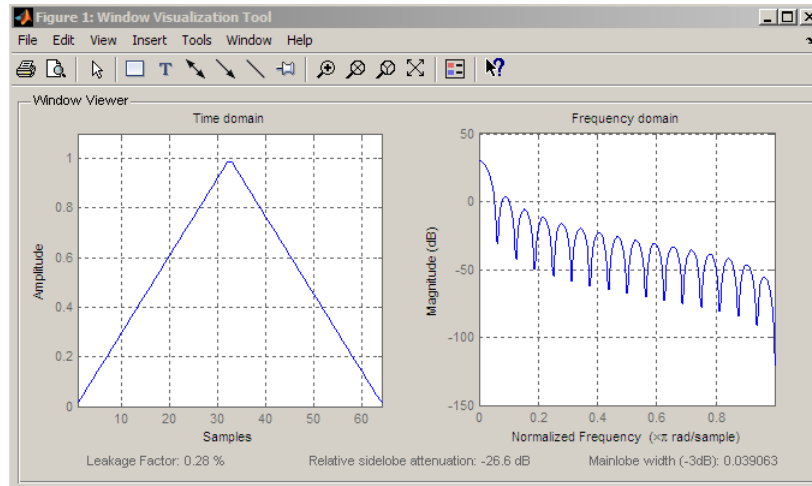 Figure 1: Window Visualization Tool
File Edit View Insert Tools Window Help
Window Viewer
Time domain
Frequency domain
1
0.8
0.6
0.4
0.2
0
Amplitude
10 20 30 40 50 60
Samples
50
0
-50
-100
-150
Magnitude (dB)
0 0.2 0.4 0.6 0.8
Normalized Frequency (×π rad/sample)
Leakage Factor: 0.28 % Relative sidelobe attenuation: -26.6 dB Mainlobe width (-3dB): 0.039063